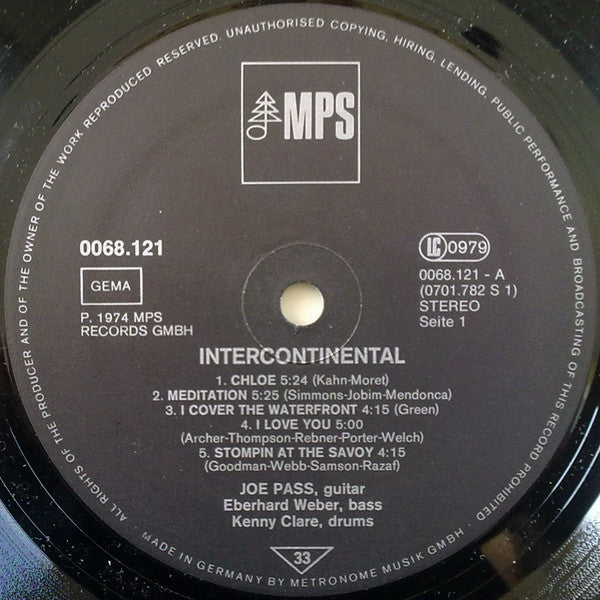 ALL RIGHTS OF THE PRODUCER AND OF THE OWNER OF THE WORK REPRODUCED RESERVED. UNAUTHORISED COPYING, HIRING, LENDING, PUBLIC PERFORMANCE AND BROADCASTING OF THIS RECORD PROHIBITED
MPS
0068.121
GEMA
P. 1974 MPS
RECORDS GMBH
LC 0979
0068.121 - A
(0701.782 S 1)
STEREO
Seite 1
INTERCONTINENTAL
1. CHLOE 5:24 (Kahn-Moret)
2. MEDITATION 5:25 (Simmons-Jobim-Mendonca)
3. I COVER THE WATERFRONT 4:15 (Green)
4. I LOVE YOU 5:00
(Archer-Thompson-Rebner-Porter-Welch)
5. STOMPIN AT THE SAVOY 4:15
(Goodman-Webb-Samson-Razaf)
JOE PASS, guitar
Eberhard Weber, bass
Kenny Clare, drums
33
MADE IN GERMANY BY METRONOME MUSIK GMBH